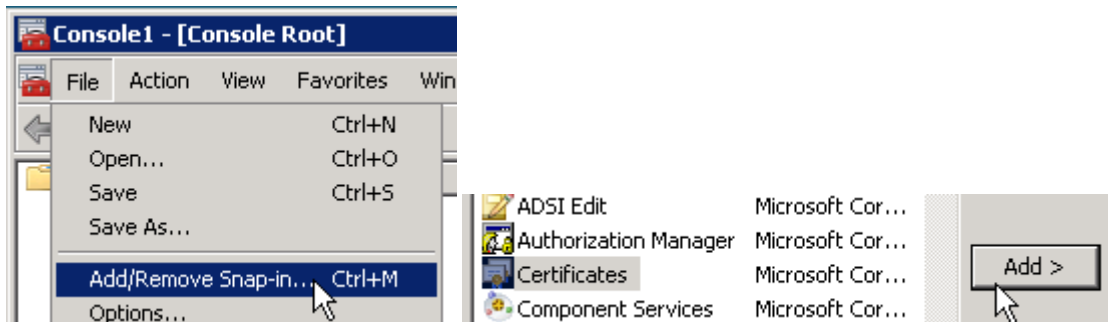 Console1 - [Console Root]
File Action View Favorites Win
New Ctrl+N
Open... Ctrl+O
Save Ctrl+S
Save As...
Add/Remove Snap-in... Ctrl+M
Options...
ADSI Edit Microsoft Cor...
Authorization Manager Microsoft Cor...
Certificates Microsoft Cor...
Component Services Microsoft Cor...
Add >